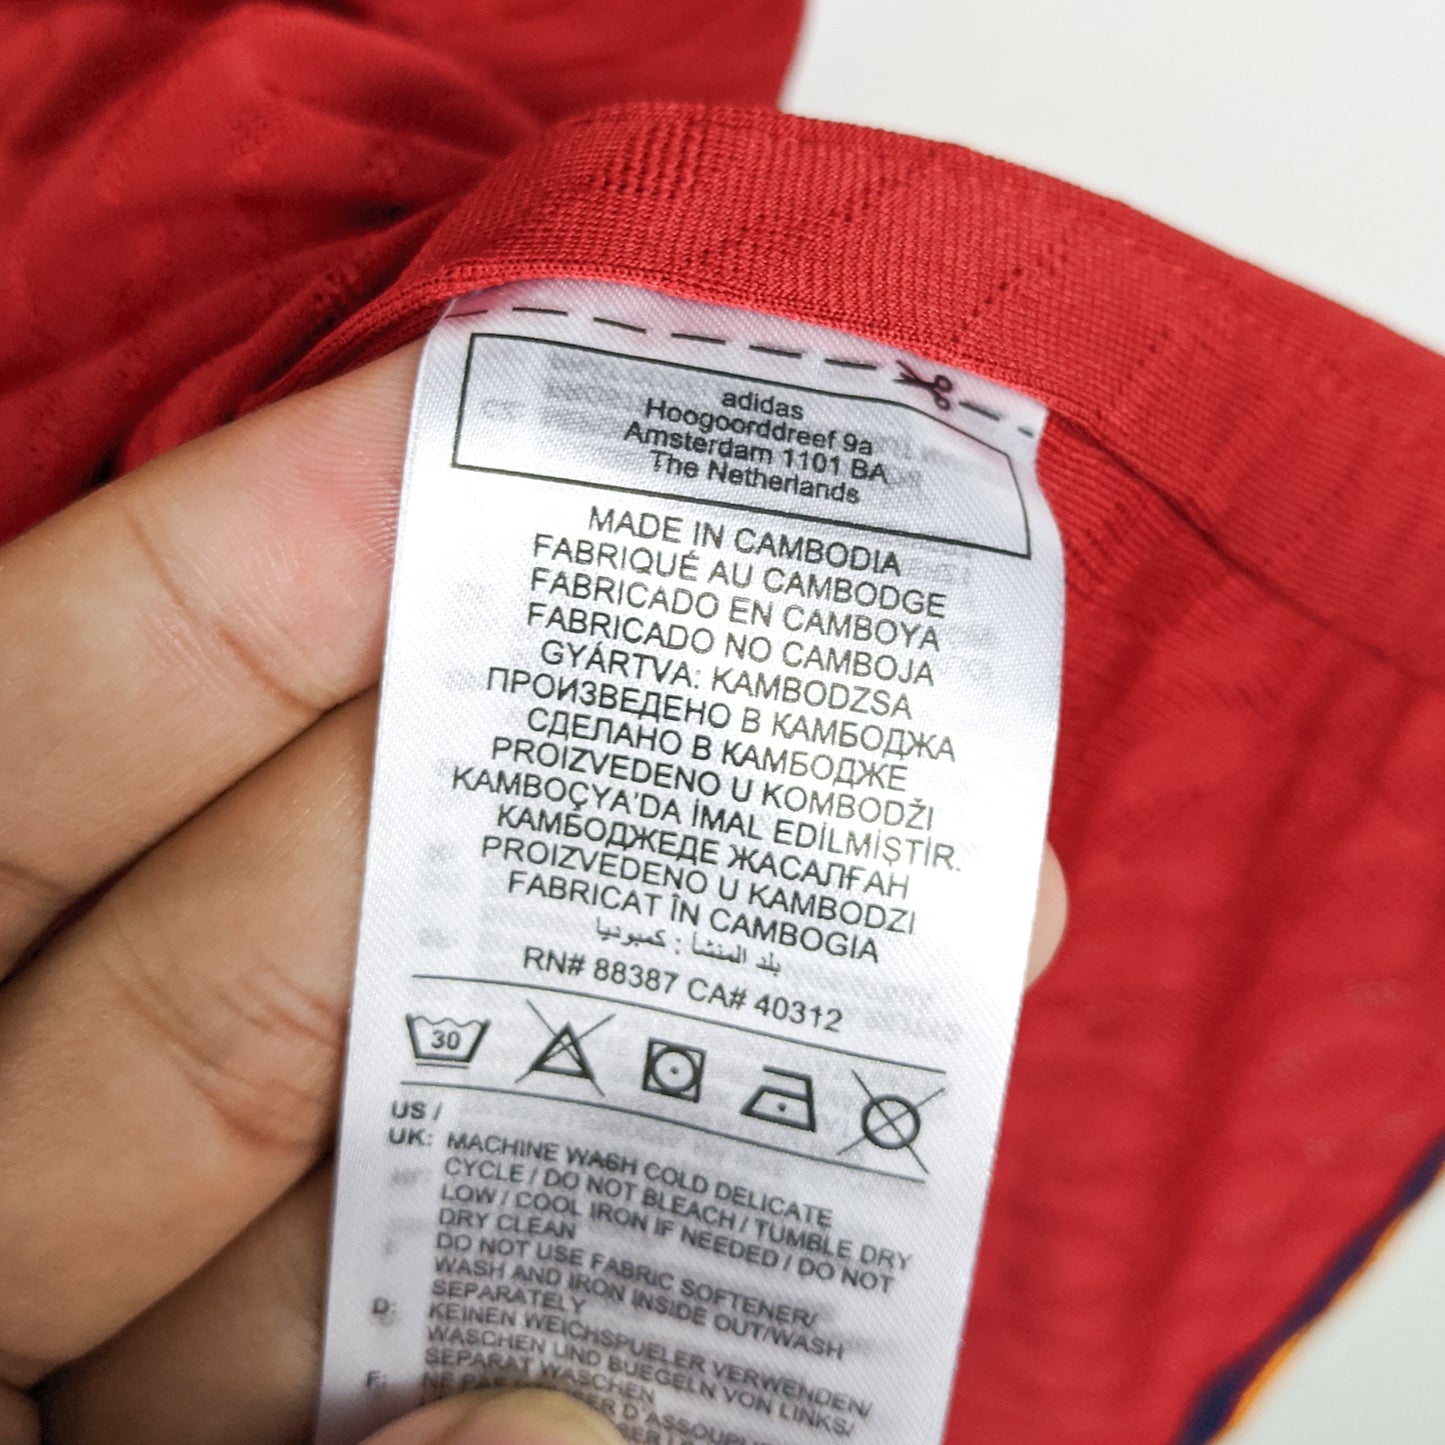 adidas
Hoogoorddreef 9a
Amsterdam 1101 BA
The Netherlands
MADE IN CAMBODIA
FABRIQUÉ AU CAMBODGE
FABRICADO EN CAMBOYA
FABRICADO NO CAMBOJA
GYÁRTVA: KAMBODZSA
ПРОИЗВЕДЕНО В КАМБОДЖА
СДЕЛАНО В КАМБОДЖЕ
PROIZVEDENO U KOMBODŽI
KAMBOÇYA'DA İMAL EDİLMİŞTİR.
КАМБОДЖЕДЕ ЖАСАЛҒАН
PROIZVEDENO U KAMBODZI
FABRICAT ÎN CAMBOGIA
بلد المنشأ : كمبوديا
RN# 88387 CA# 40312
30
US /
UK: MACHINE WASH COLD DELICATE
CYCLE / DO NOT BLEACH / TUMBLE DRY
LOW / COOL IRON IF NEEDED / DO NOT
DRY CLEAN
DO NOT USE FABRIC SOFTENER/
WASH AND IRON INSIDE OUT/WASH
SEPARATELY
D: KEINEN WEICHSPUELER VERWENDEN/
WASCHEN UND BUEGELN VON LINKS/
SEPARAT WASCHEN
F: NE PAS
D'ASSOUPLI